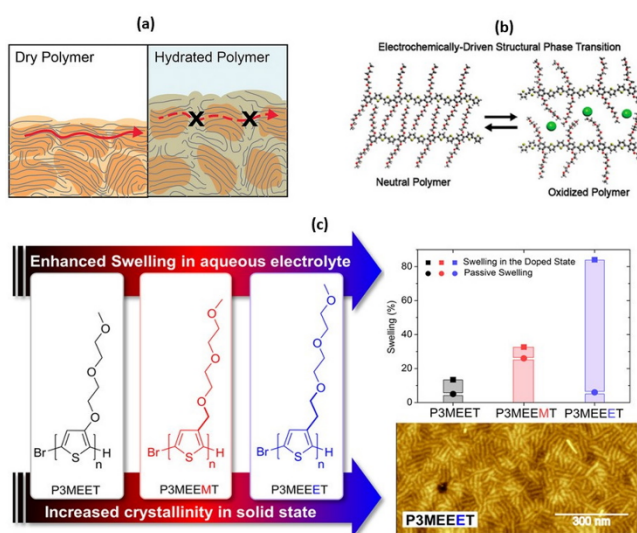 (a)
Dry Polymer
Hydrated Polymer
X X
(b)
Electrochemically-Driven Structural Phase Transition
Neutral Polymer
Oxidized Polymer
(c)
Enhanced Swelling in aqueous electrolyte
O
O
O
O
Br
S
n
H
P3MEET
O
O
O
O
Br
S
n
H
P3MEEMT
O
O
O
O
Br
S
n
H
P3MEEET
Increased crystallinity in solid state
Swelling (%)
80
60
40
20
0
Swelling in the Doped State
Passive Swelling
P3MEET P3MEEMT P3MEEET
P3MEEET
300 nm